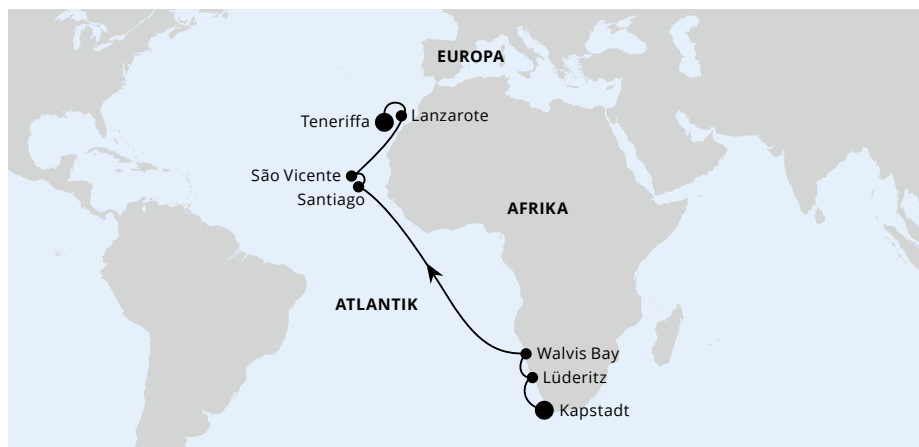 EUROPA
Teneriffa
Lanzarote
São Vicente
Santiago
AFRIKA
ATLANTIK
Walvis Bay
Lüderitz
Kapstadt